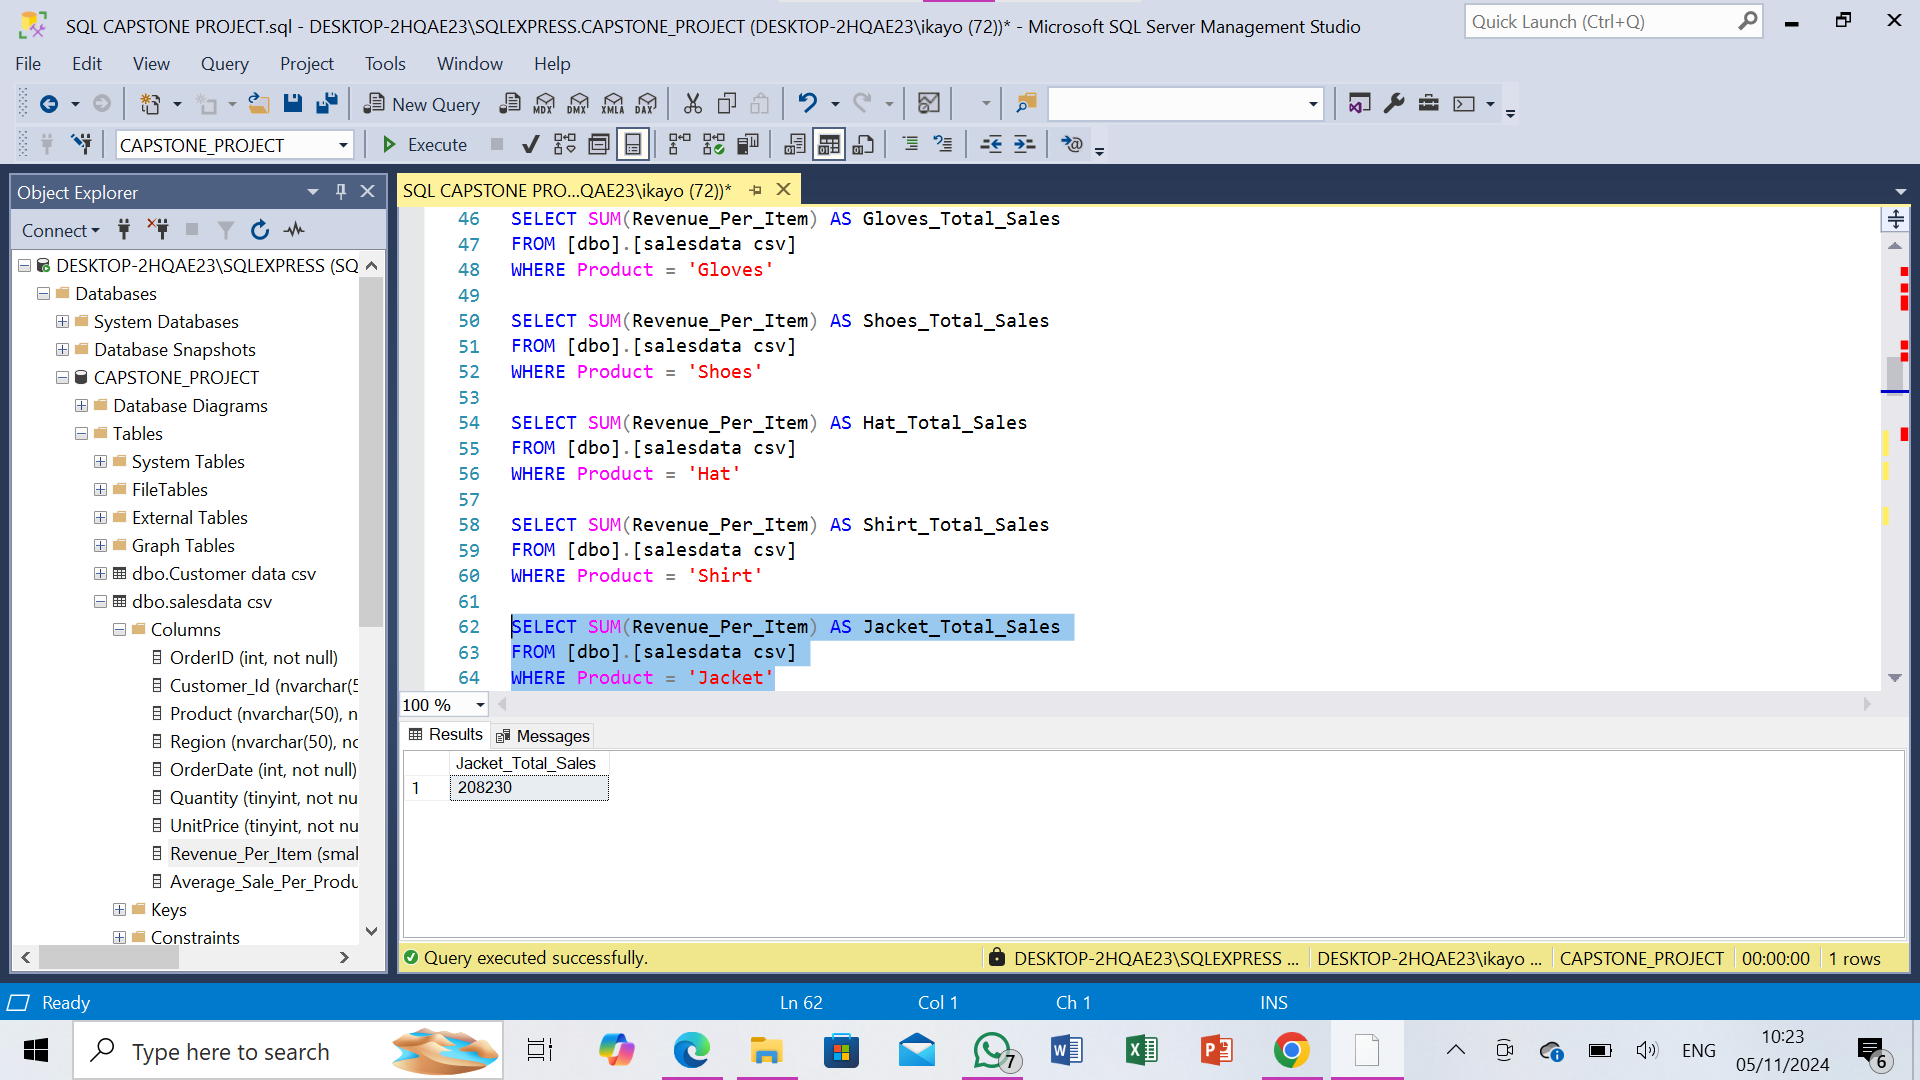 SQL CAPSTONE PROJECT.sql - DESKTOP-2HQAE23\SQLEXPRESS.CAPSTONE_PROJECT (DESKTOP-2HQAE23\ikayo (72))* - Microsoft SQL Server Management Studio
Quick Launch (Ctrl+Q)
File Edit View Query Project Tools Window Help
New Query
MDX DMX XMLA DAX
CAPSTONE_PROJECT
Execute
Object Explorer
SQL CAPSTONE PRO...QAE23\ikayo (72))*
Connect
DESKTOP-2HQAE23\SQLEXPRESS (SQ
Databases
System Databases
Database Snapshots
CAPSTONE_PROJECT
Database Diagrams
Tables
System Tables
FileTables
External Tables
Graph Tables
dbo.Customer data csv
dbo.salesdata csv
Columns
OrderID (int, not null)
Customer_Id (nvarchar(5
Product (nvarchar(50), n
Region (nvarchar(50), nc
OrderDate (int, not null)
Quantity (tinyint, not nu
UnitPrice (tinyint, not nu
Revenue_Per_Item (smal
Average_Sale_Per_Produ
Keys
Constraints
46 SELECT SUM(Revenue_Per_Item) AS Gloves_Total_Sales
47 FROM [dbo].[salesdata csv]
48 WHERE Product = 'Gloves'
49
50 SELECT SUM(Revenue_Per_Item) AS Shoes_Total_Sales
51 FROM [dbo].[salesdata csv]
52 WHERE Product = 'Shoes'
53
54 SELECT SUM(Revenue_Per_Item) AS Hat_Total_Sales
55 FROM [dbo].[salesdata csv]
56 WHERE Product = 'Hat'
57
58 SELECT SUM(Revenue_Per_Item) AS Shirt_Total_Sales
59 FROM [dbo].[salesdata csv]
60 WHERE Product = 'Shirt'
61
62 SELECT SUM(Revenue_Per_Item) AS Jacket_Total_Sales
63 FROM [dbo].[salesdata csv]
64 WHERE Product = 'Jacket'
100 %
Results Messages
Jacket_Total_Sales
1 208230
Query executed successfully.
DESKTOP-2HQAE23\SQLEXPRESS ... DESKTOP-2HQAE23\ikayo ... CAPSTONE_PROJECT 00:00:00 1 rows
Ready Ln 62 Col 1 Ch 1 INS
Type here to search
7
ENG
10:23
05/11/2024
6